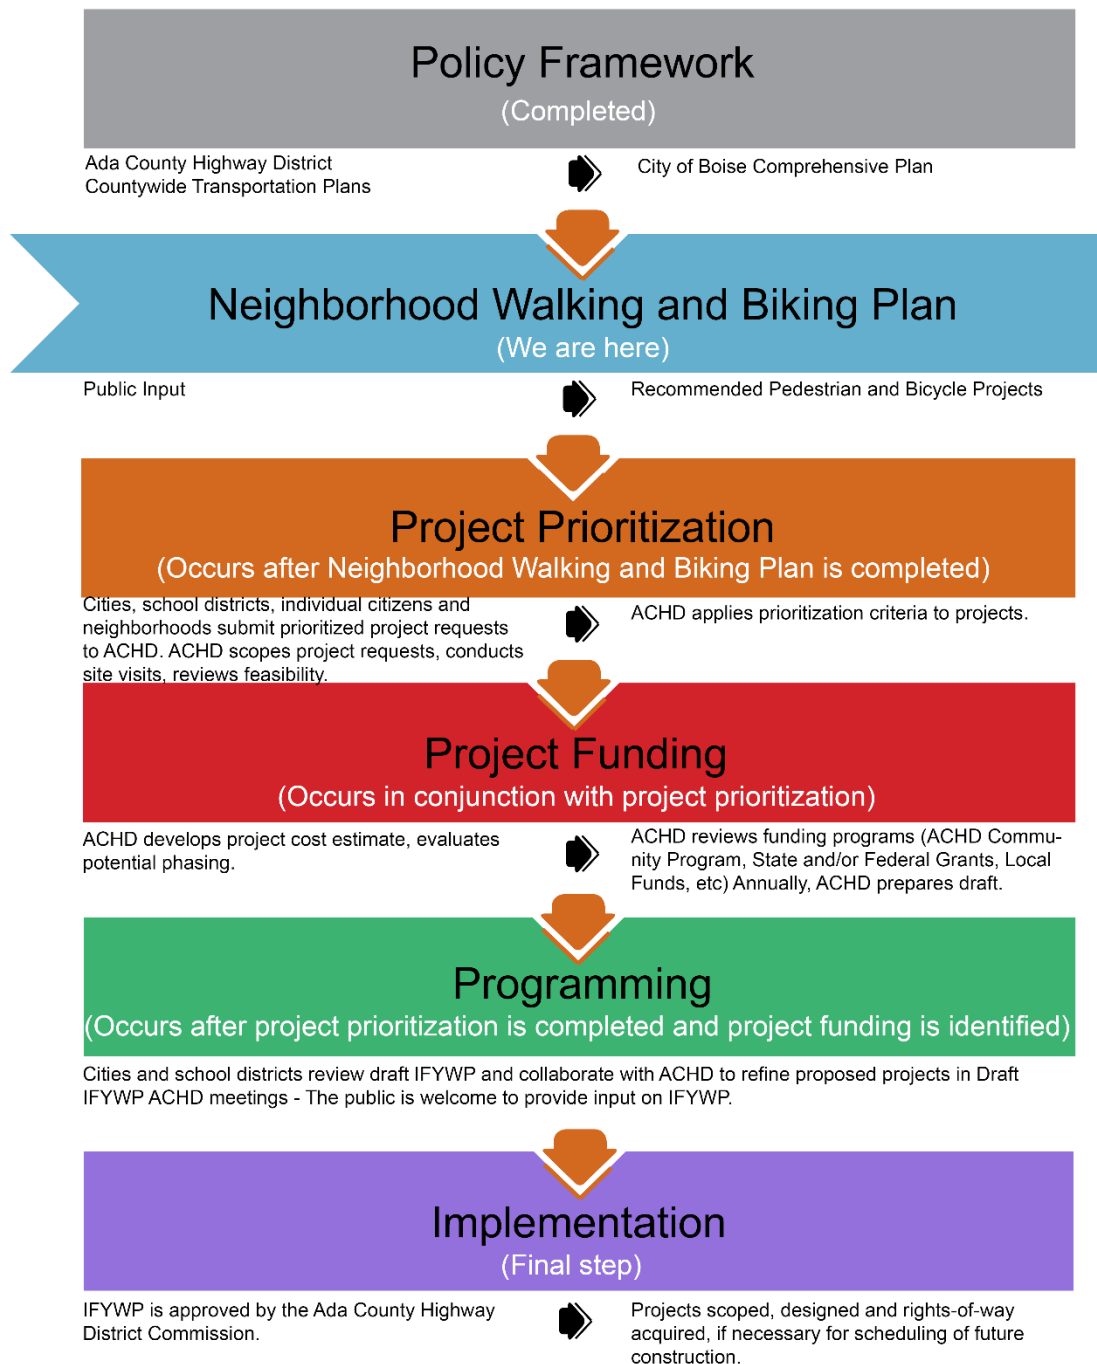 Policy Framework
(Completed)
Ada County Highway District
Countywide Transportation Plans
City of Boise Comprehensive Plan
Neighborhood Walking and Biking Plan
(We are here)
Public Input
Recommended Pedestrian and Bicycle Projects
Project Prioritization
(Occurs after Neighborhood Walking and Biking Plan is completed)
Cities, school districts, individual citizens and
neighborhoods submit prioritized project requests
to ACHD. ACHD scopes project requests, conducts
site visits, reviews feasibility.
ACHD applies prioritization criteria to projects.
Project Funding
(Occurs in conjunction with project prioritization)
ACHD develops project cost estimate, evaluates
potential phasing.
ACHD reviews funding programs (ACHD Commu-
nity Program, State and/or Federal Grants, Local
Funds, etc) Annually, ACHD prepares draft.
Programming
(Occurs after project prioritization is completed and project funding is identified)
Cities and school districts review draft IFYWP and collaborate with ACHD to refine proposed projects in Draft
IFYWP ACHD meetings - The public is welcome to provide input on IFYWP.
Implementation
(Final step)
IFYWP is approved by the Ada County Highway
District Commission.
Projects scoped, designed and rights-of-way
acquired, if necessary for scheduling of future
construction.